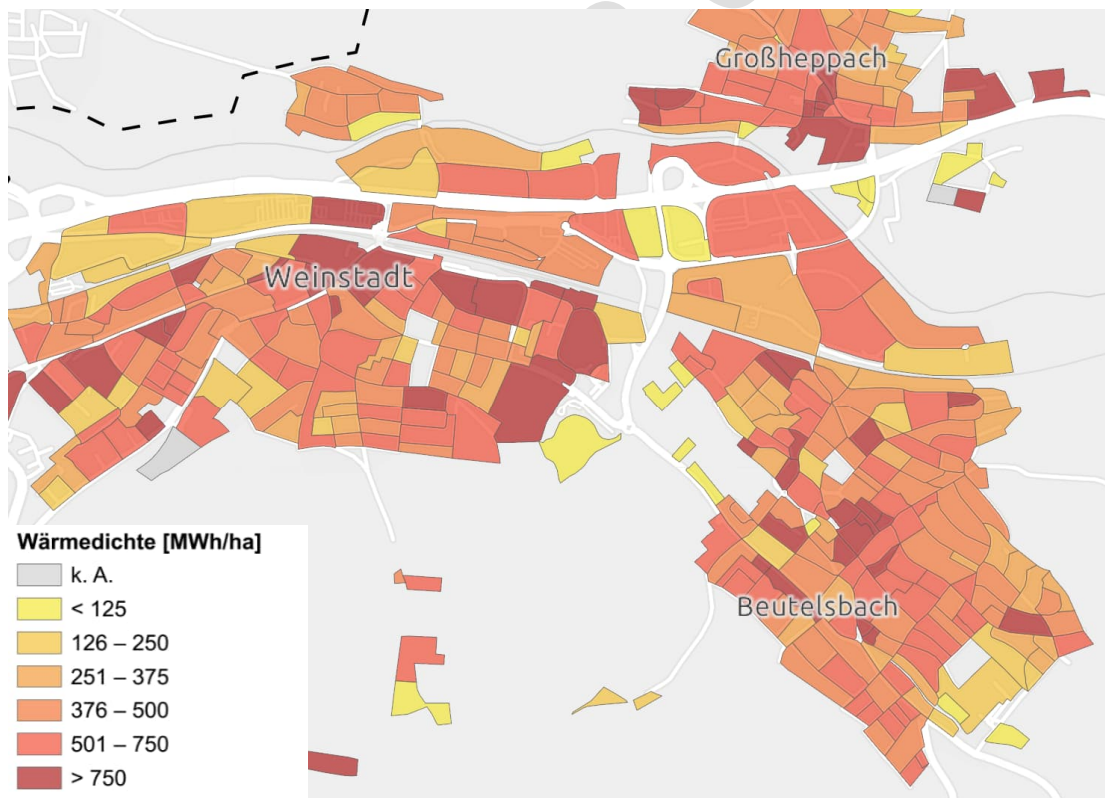 Großheppach
Weinstadt
Beutelsbach
Wärmedichte [MWh/ha]
k. A.
< 125
126 – 250
251 – 375
376 – 500
501 – 750
> 750